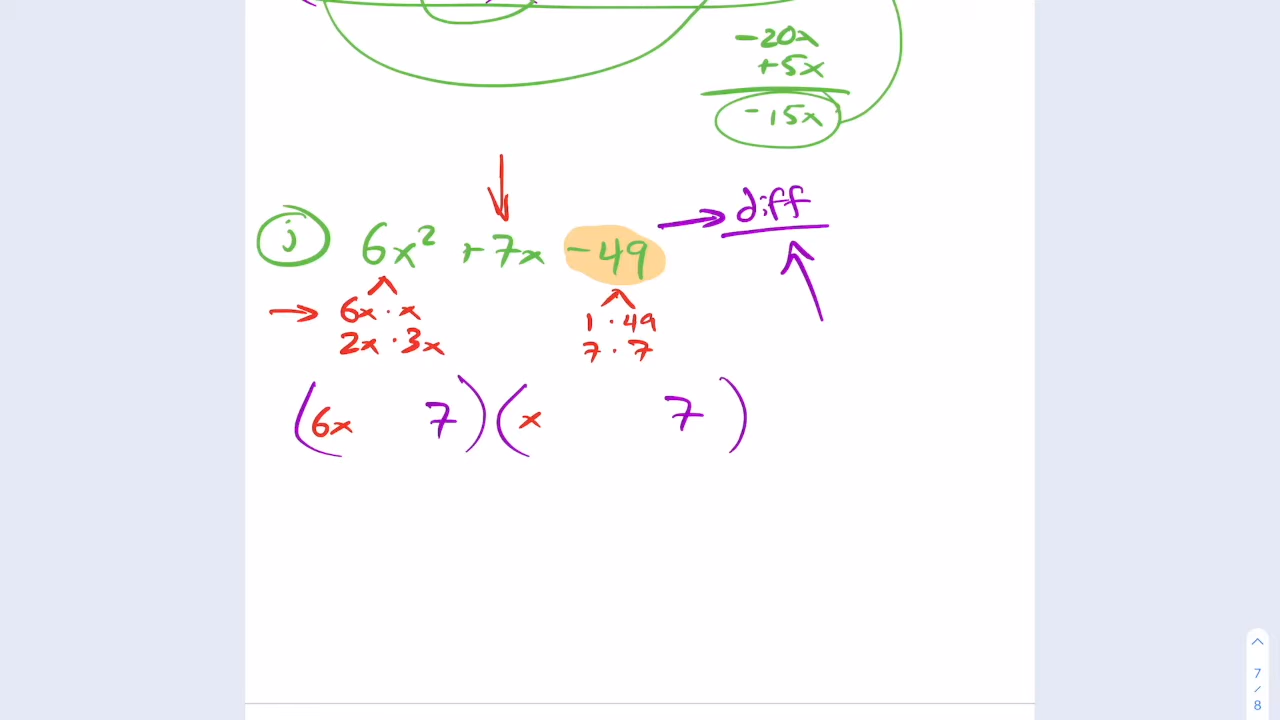 -20x
+5x
-15x
diff
j 6x² +7x -49
6x · x
1 · 49
2x · 3x
7 · 7
(6x 7)(x 7)
7
/
8